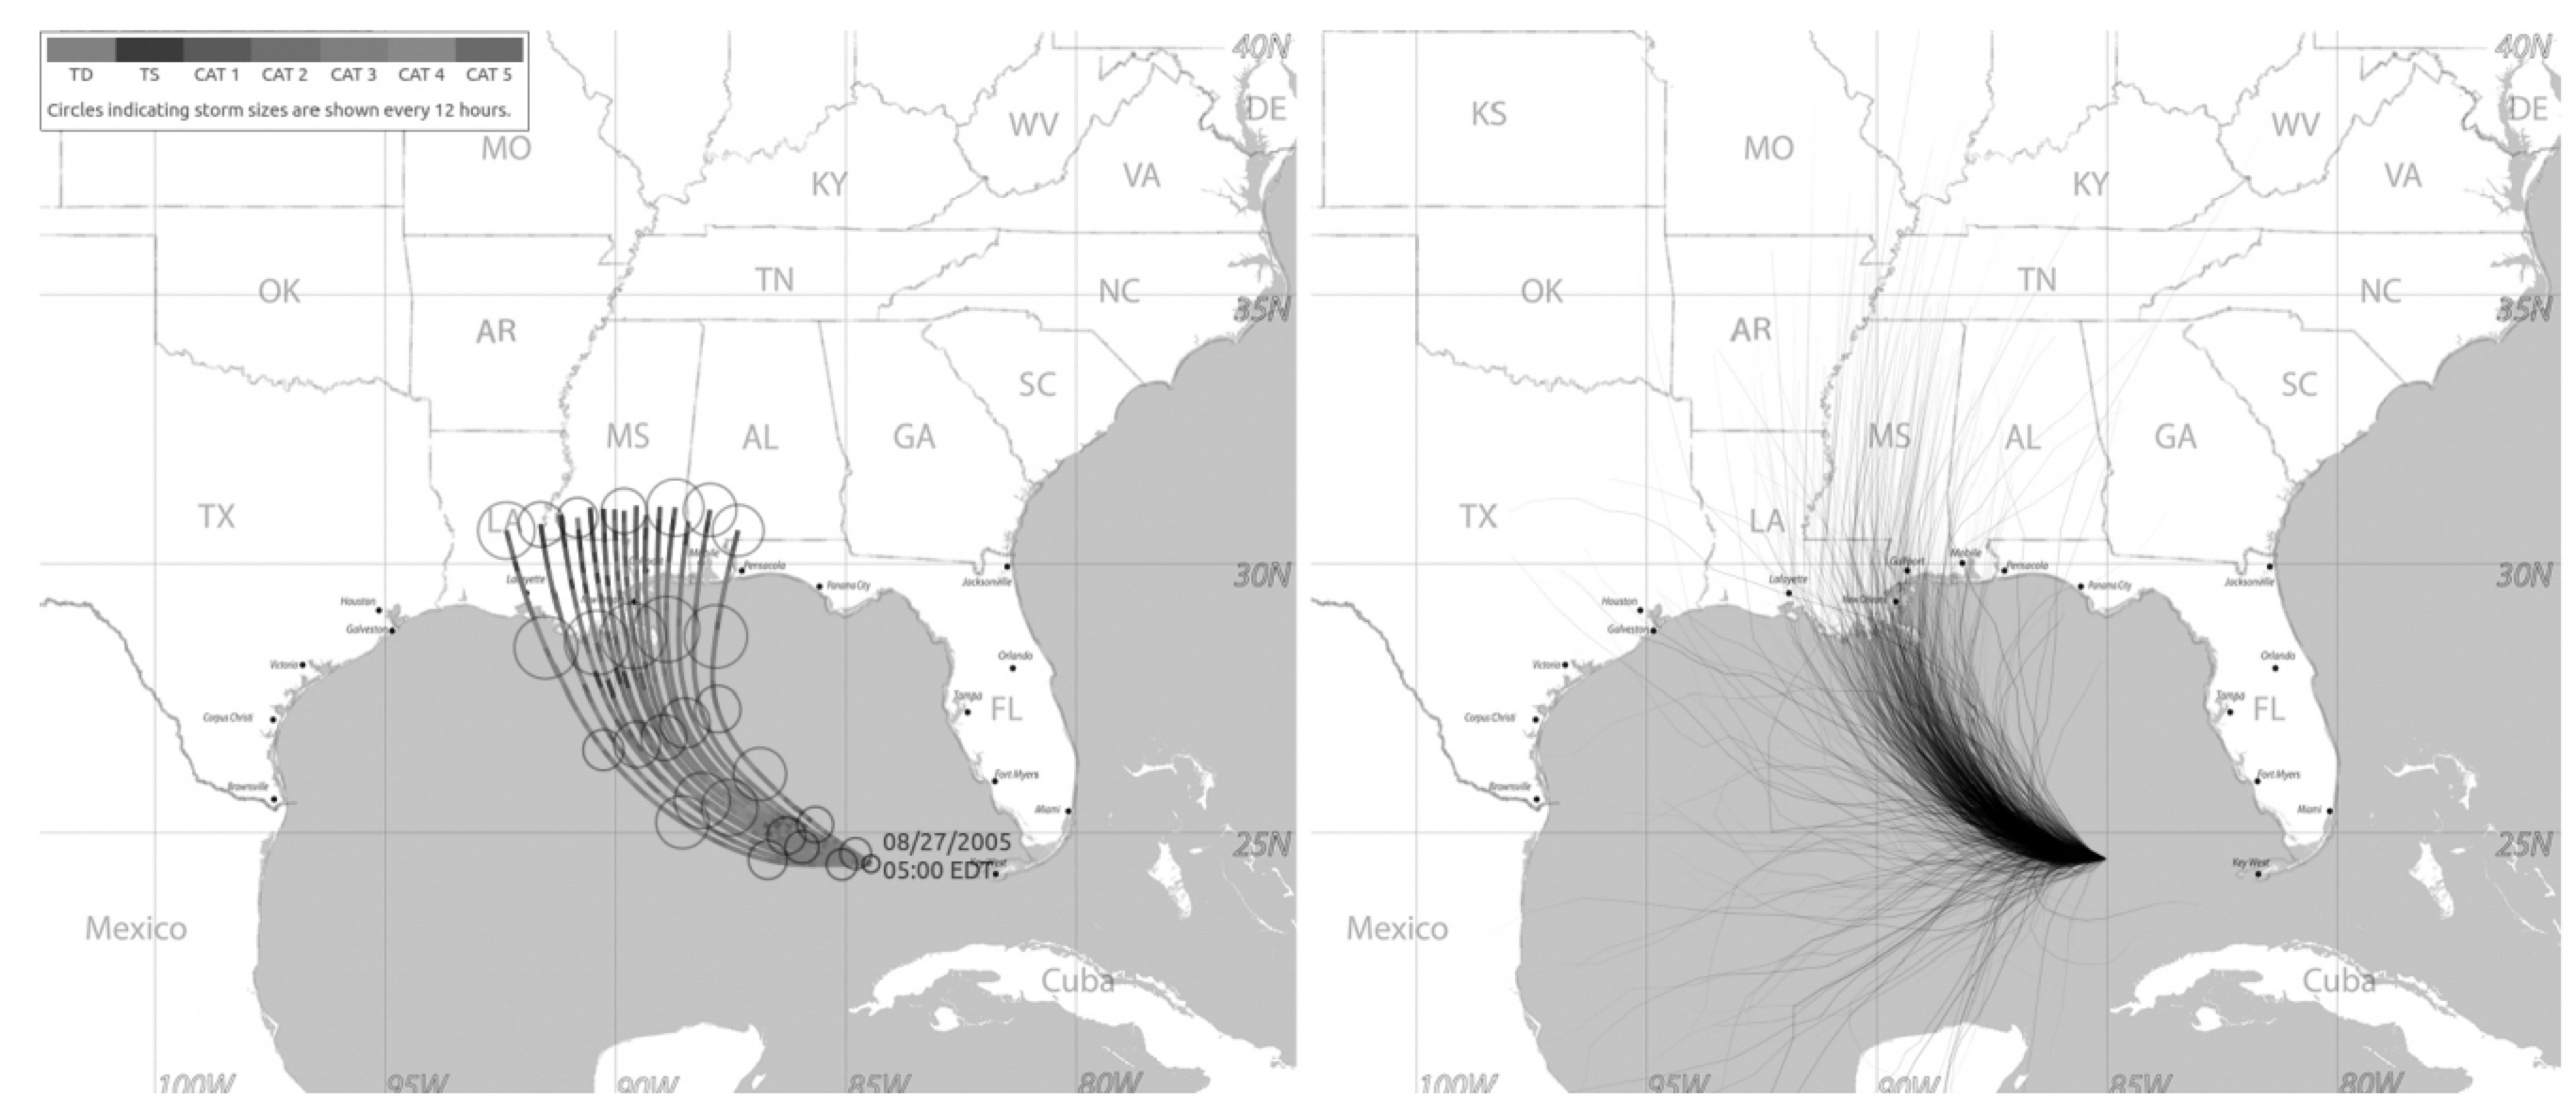 TD TS CAT 1 CAT 2 CAT 3 CAT 4 CAT 5
Circles indicating storm sizes are shown every 12 hours.
40N
DE
WV
MO
VA
KY
TN
OK
NC
35N
AR
SC
MS
AL
GA
TX
LA
Mobile
Pensacola
30N
Lafayette
Panama City
Jacksonville
Houston
Galveston
Orlando
Victoria
Tampa
FL
Corpus Christi
Fort Myers
Brownsville
Miami
08/27/2005
25N
05:00 EDT
Mexico
Cuba
100W
95W
90W
85W
80W
40N
DE
KS
WV
MO
VA
KY
TN
OK
NC
35N
AR
SC
MS
AL
GA
TX
LA
Gulfport
Mobile
Pensacola
30N
Lafayette
Panama City
Jacksonville
Houston
New Orleans
Galveston
Orlando
Victoria
Tampa
FL
Corpus Christi
Fort Myers
Brownsville
Miami
25N
Key West
Mexico
Cuba
100W
95W
90W
85W
80W